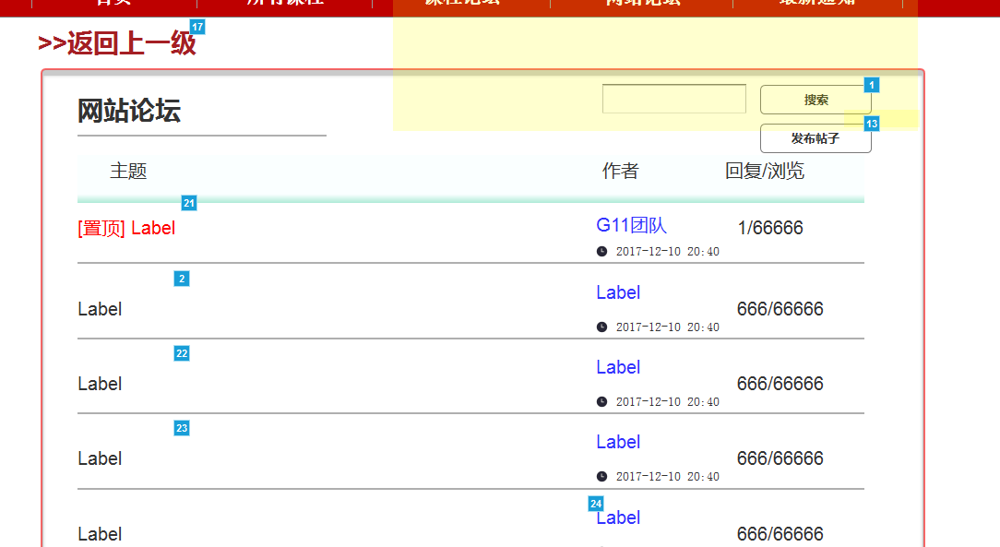 首页 所有课程 课程论坛 网站论坛 最新通知
17
>>返回上一级
1
网站论坛 搜索
13
发布帖子
主题 作者 回复/浏览
21
[置顶] Label G11团队 1/66666
2017-12-10 20:40
2
Label Label 666/66666
2017-12-10 20:40
22
Label Label 666/66666
2017-12-10 20:40
23
Label Label 666/66666
2017-12-10 20:40
24
Label Label 666/66666